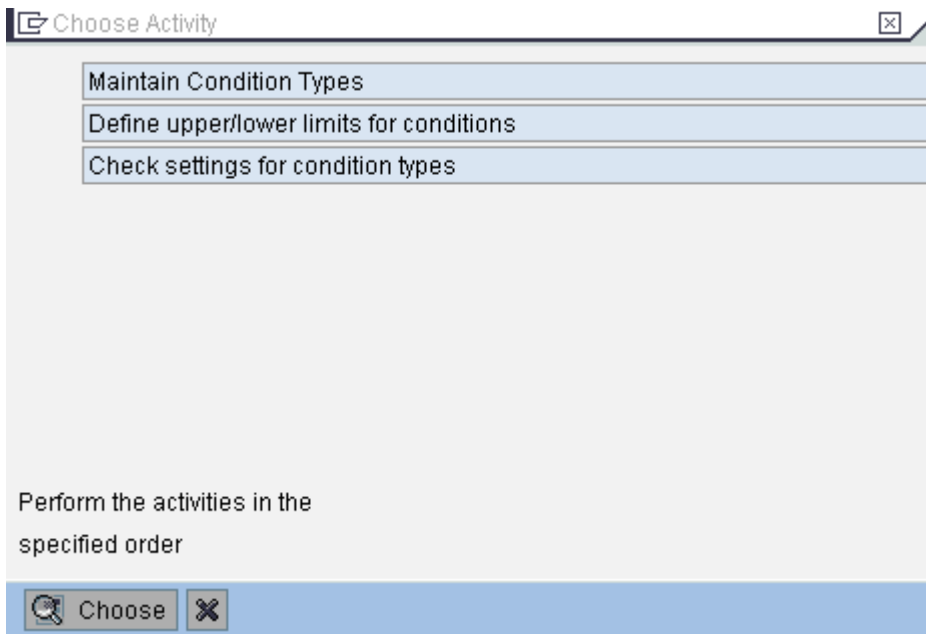 Choose Activity
Maintain Condition Types
Define upper/lower limits for conditions
Check settings for condition types
Perform the activities in the
specified order
Choose